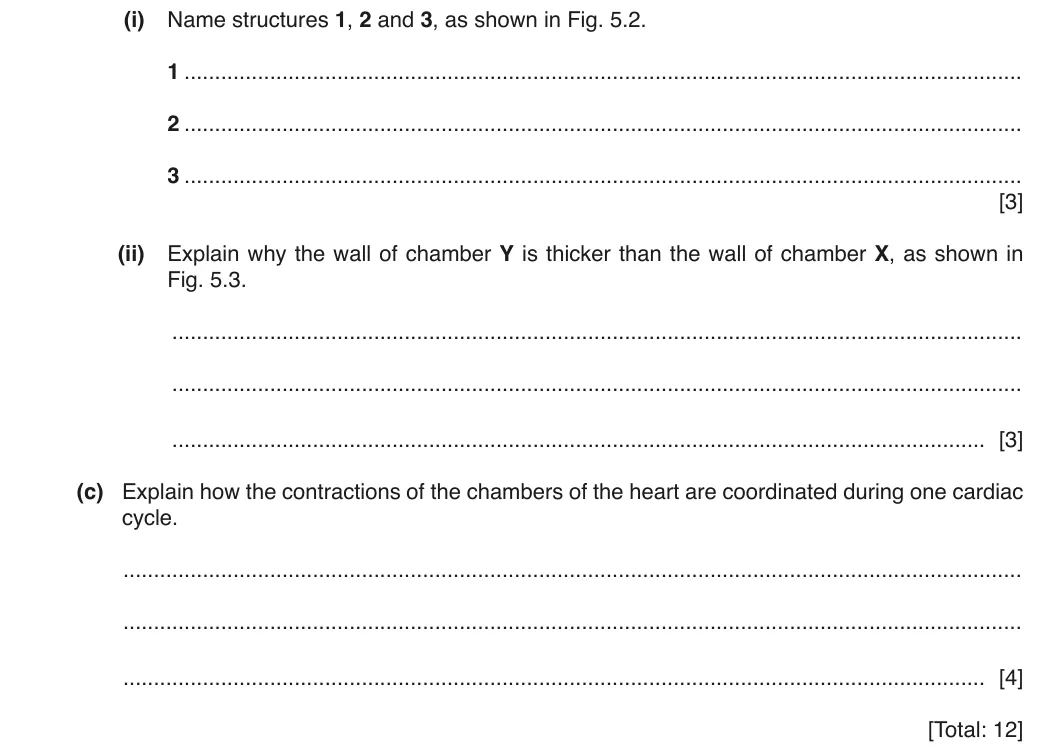 (i) Name structures 1, 2 and 3, as shown in Fig. 5.2.
1 ..........................................................................................................................................
2 ..........................................................................................................................................
3 ..........................................................................................................................................
[3]
(ii) Explain why the wall of chamber Y is thicker than the wall of chamber X, as shown in
Fig. 5.3.
............................................................................................................................................
............................................................................................................................................
...................................................................................................................................... [3]
(c) Explain how the contractions of the chambers of the heart are coordinated during one cardiac
cycle.
....................................................................................................................................................
....................................................................................................................................................
.............................................................................................................................................. [4]
[Total: 12]